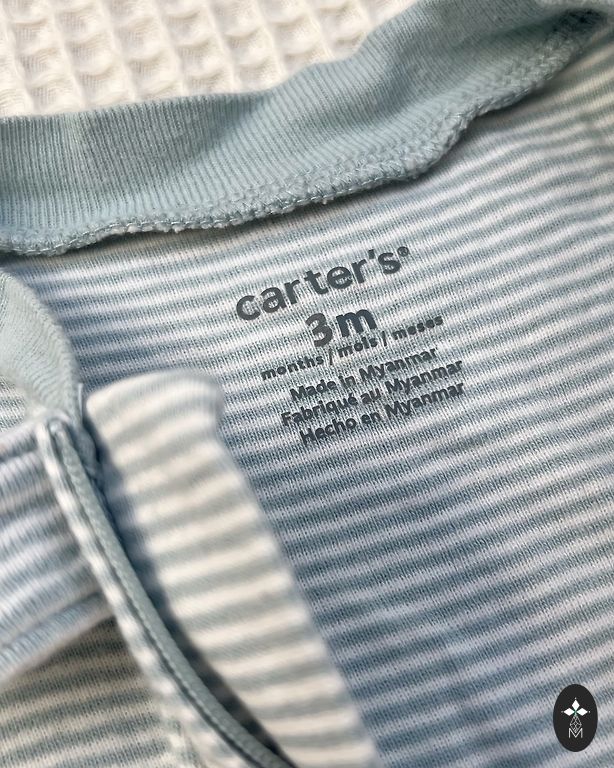 carter's®
3m
months / mois / meses
Made in Myanmar
Fabriqué au Myanmar
Hecho en Myanmar
M